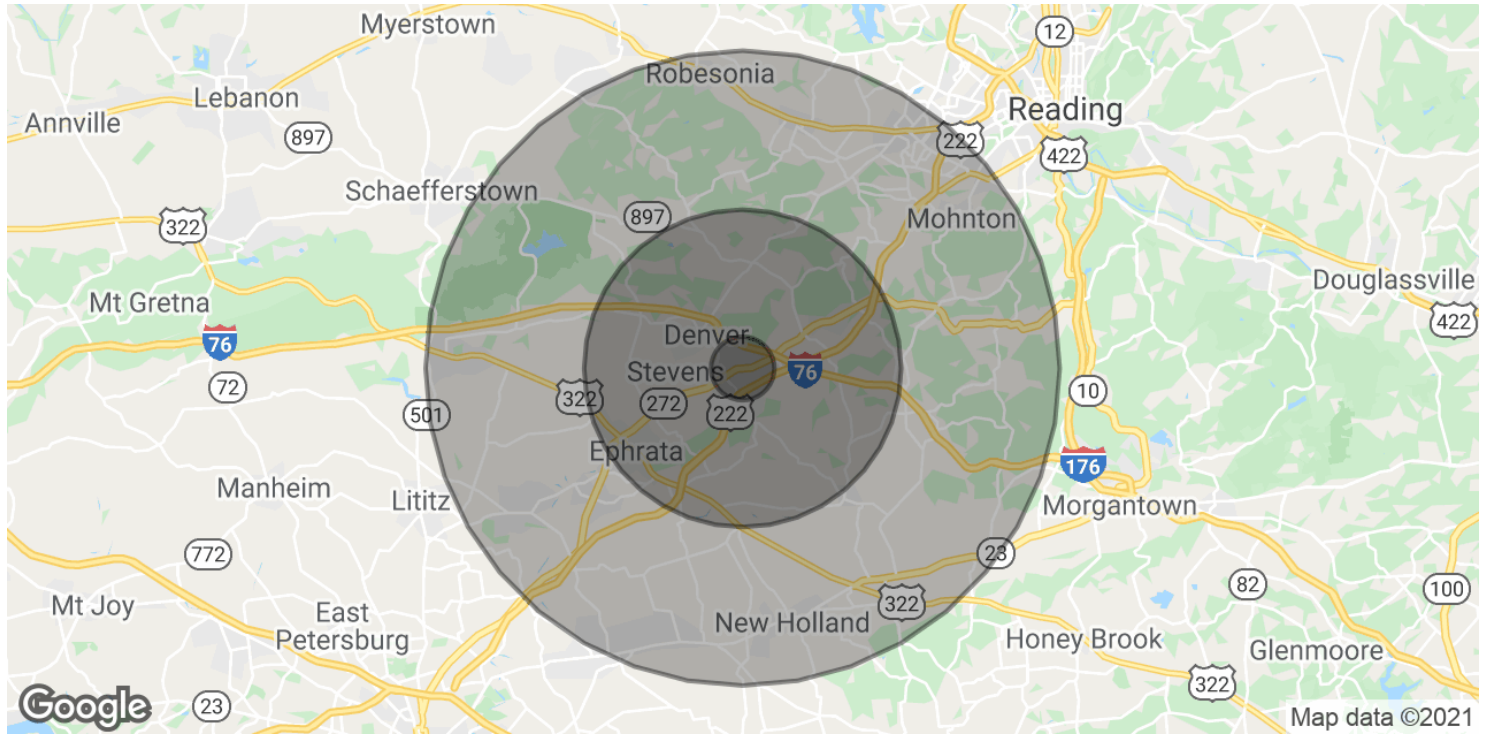 Myerstown
12
Robesonia
Lebanon
Reading
Annville
897
222
422
Schaefferstown
897
Mohnton
322
Douglassville
Mt Gretna
422
Denver
76
Stevens
76
72
322
272
10
501
222
Ephrata
176
Manheim
Lititz
Morgantown
772
23
82
100
Mt Joy
East
Petersburg
322
New Holland
Honey Brook
Glenmoore
322
Google
23
Map data ©2021